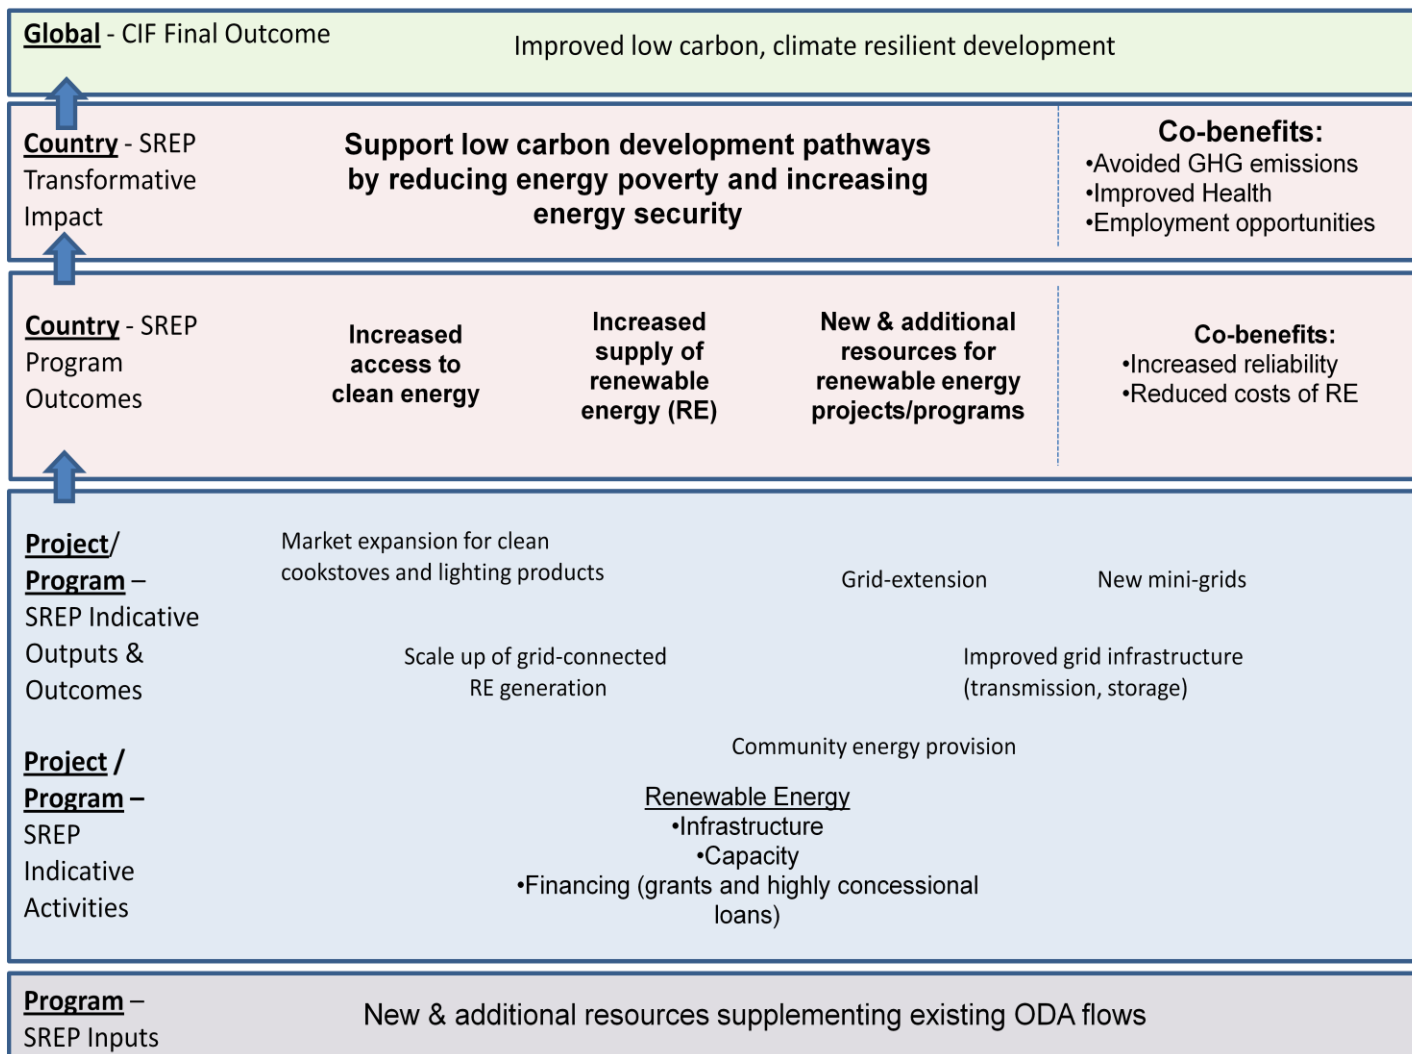 Global - CIF Final Outcome
Improved low carbon, climate resilient development
Country - SREP
Transformative
Impact
Support low carbon development pathways
by reducing energy poverty and increasing
energy security
Co-benefits:
•Avoided GHG emissions
•Improved Health
•Employment opportunities
Country - SREP
Program
Outcomes
Increased
access to
clean energy
Increased
supply of
renewable
energy (RE)
New & additional
resources for
renewable energy
projects/programs
Co-benefits:
•Increased reliability
•Reduced costs of RE
Project/
Program –
SREP Indicative
Outputs &
Outcomes
Market expansion for clean
cookstoves and lighting products
Grid-extension
New mini-grids
Scale up of grid-connected
RE generation
Improved grid infrastructure
(transmission, storage)
Community energy provision
Project /
Program –
SREP
Indicative
Activities
Renewable Energy
•Infrastructure
•Capacity
•Financing (grants and highly concessional
loans)
Program –
SREP Inputs
New & additional resources supplementing existing ODA flows